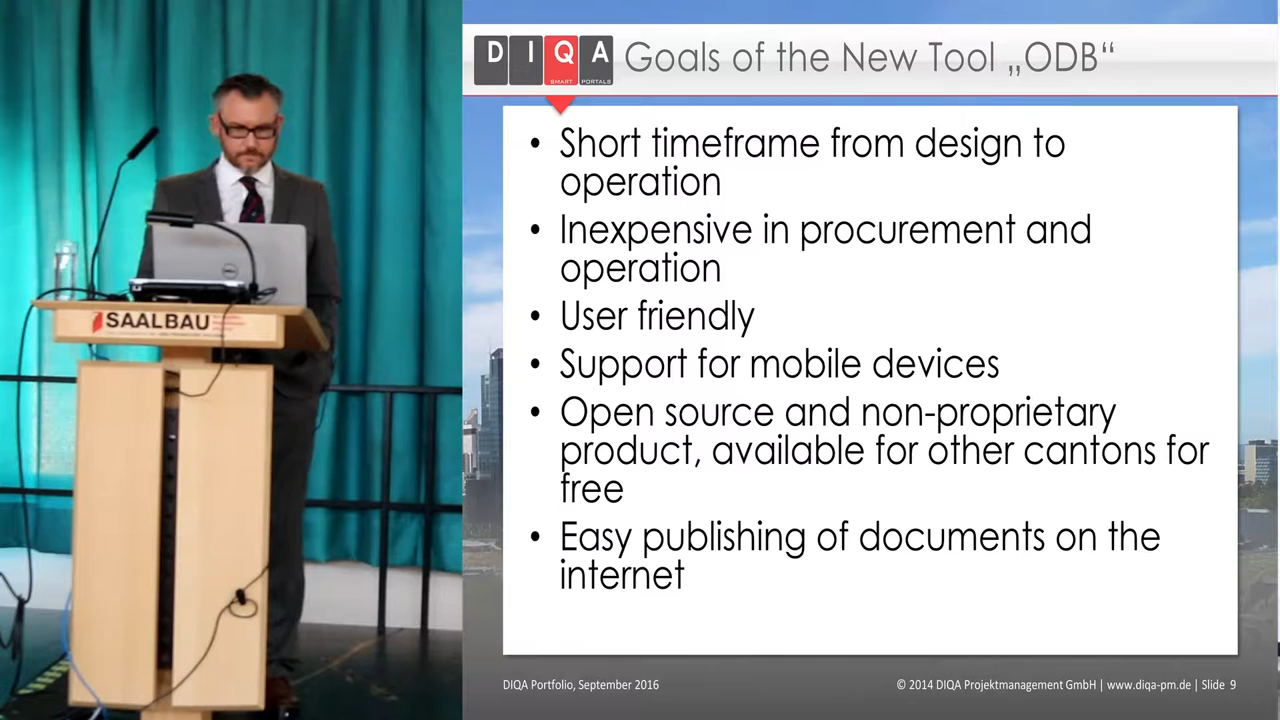 D I Q A
SMART PORTALS
Goals of the New Tool „ODB“
• Short timeframe from design to
operation
• Inexpensive in procurement and
operation
• User friendly
• Support for mobile devices
• Open source and non-proprietary
product, available for other cantons for
free
• Easy publishing of documents on the
internet
DELL
SAALBAU
DIQA Portfolio, September 2016
© 2014 DIQA Projektmanagement GmbH | www.diqa-pm.de | Slide 9